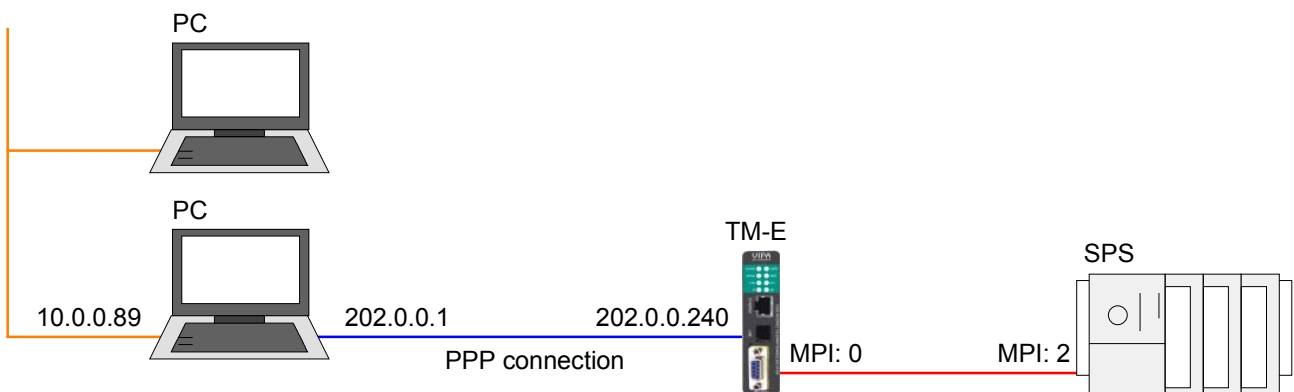 PC
PC
TM-E
VIPA
SPS
10.0.0.89
202.0.0.1
202.0.0.240
PPP connection
MPI: 0
MPI: 2